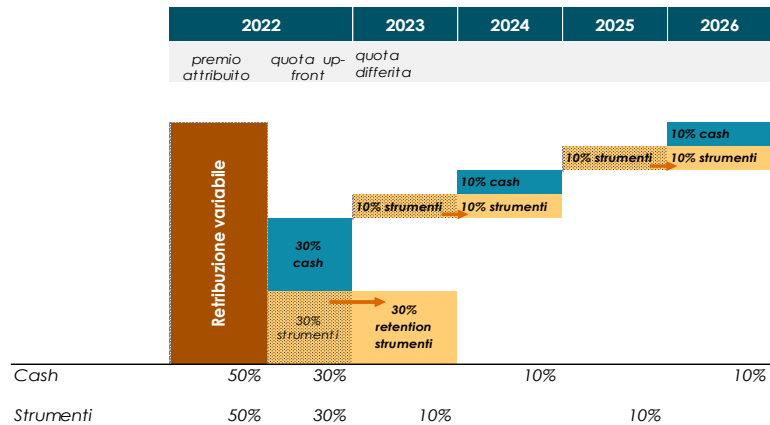 2022 2023 2024 2025 2026
premio attribuito
quota up-front
quota differita
Retribuzione variabile
10% cash
10% strumenti 10% strumenti
10% cash
10% strumenti 10% strumenti
30% cash
30% strumenti
30% retention strumenti
Cash 50% 30% 10% 10%
Strumenti 50% 30% 10% 10%